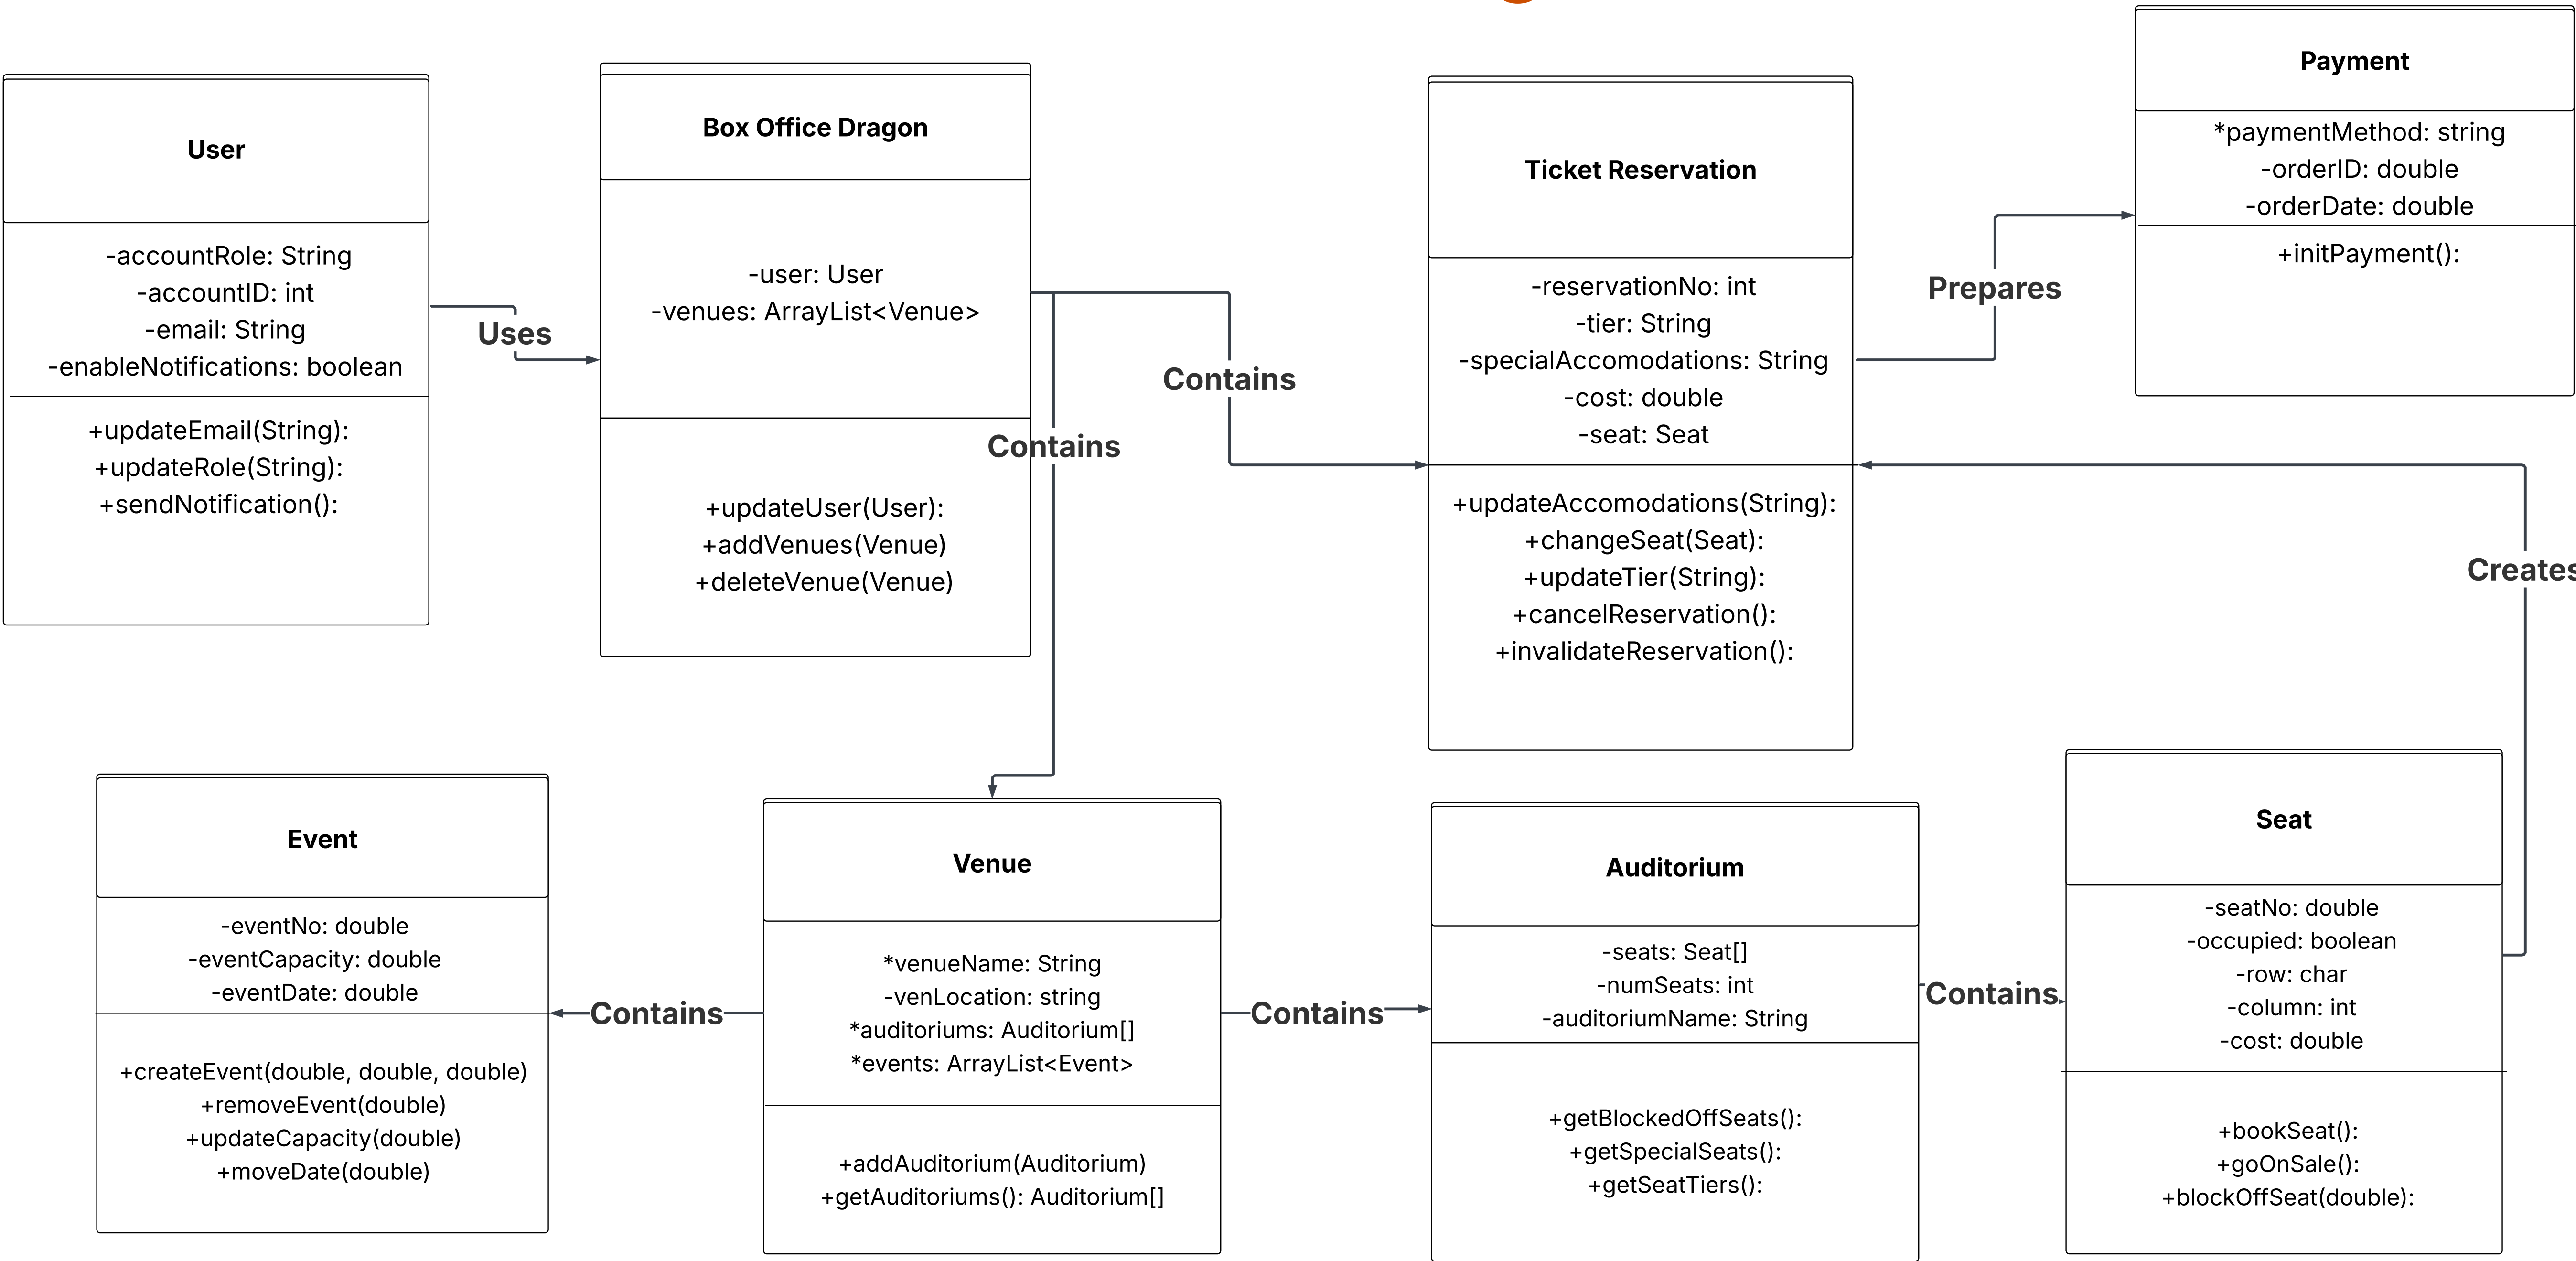 User
-accountRole: String
-accountID: int
-email: String
-enableNotifications: boolean
+updateEmail(String):
+updateRole(String):
+sendNotification():
Uses
Box Office Dragon
-user: User
-venues: ArrayList<Venue>
+updateUser(User):
+addVenues(Venue)
+deleteVenue(Venue)
Contains
Contains
Ticket Reservation
-reservationNo: int
-tier: String
-specialAccomodations: String
-cost: double
-seat: Seat
+updateAccomodations(String):
+changeSeat(Seat):
+updateTier(String):
+cancelReservation():
+invalidateReservation():
Prepares
Payment
*paymentMethod: string
-orderID: double
-orderDate: double
+initPayment():
Creates
Event
-eventNo: double
-eventCapacity: double
-eventDate: double
+createEvent(double, double, double)
+removeEvent(double)
+updateCapacity(double)
+moveDate(double)
Contains
Venue
*venueName: String
-venLocation: string
*auditoriums: Auditorium[]
*events: ArrayList<Event>
+addAuditorium(Auditorium)
+getAuditoriums(): Auditorium[]
Contains
Auditorium
-seats: Seat[]
-numSeats: int
-auditoriumName: String
+getBlockedOffSeats():
+getSpecialSeats():
+getSeatTiers():
Contains
Seat
-seatNo: double
-occupied: boolean
-row: char
-column: int
-cost: double
+bookSeat():
+goOnSale():
+blockOffSeat(double):